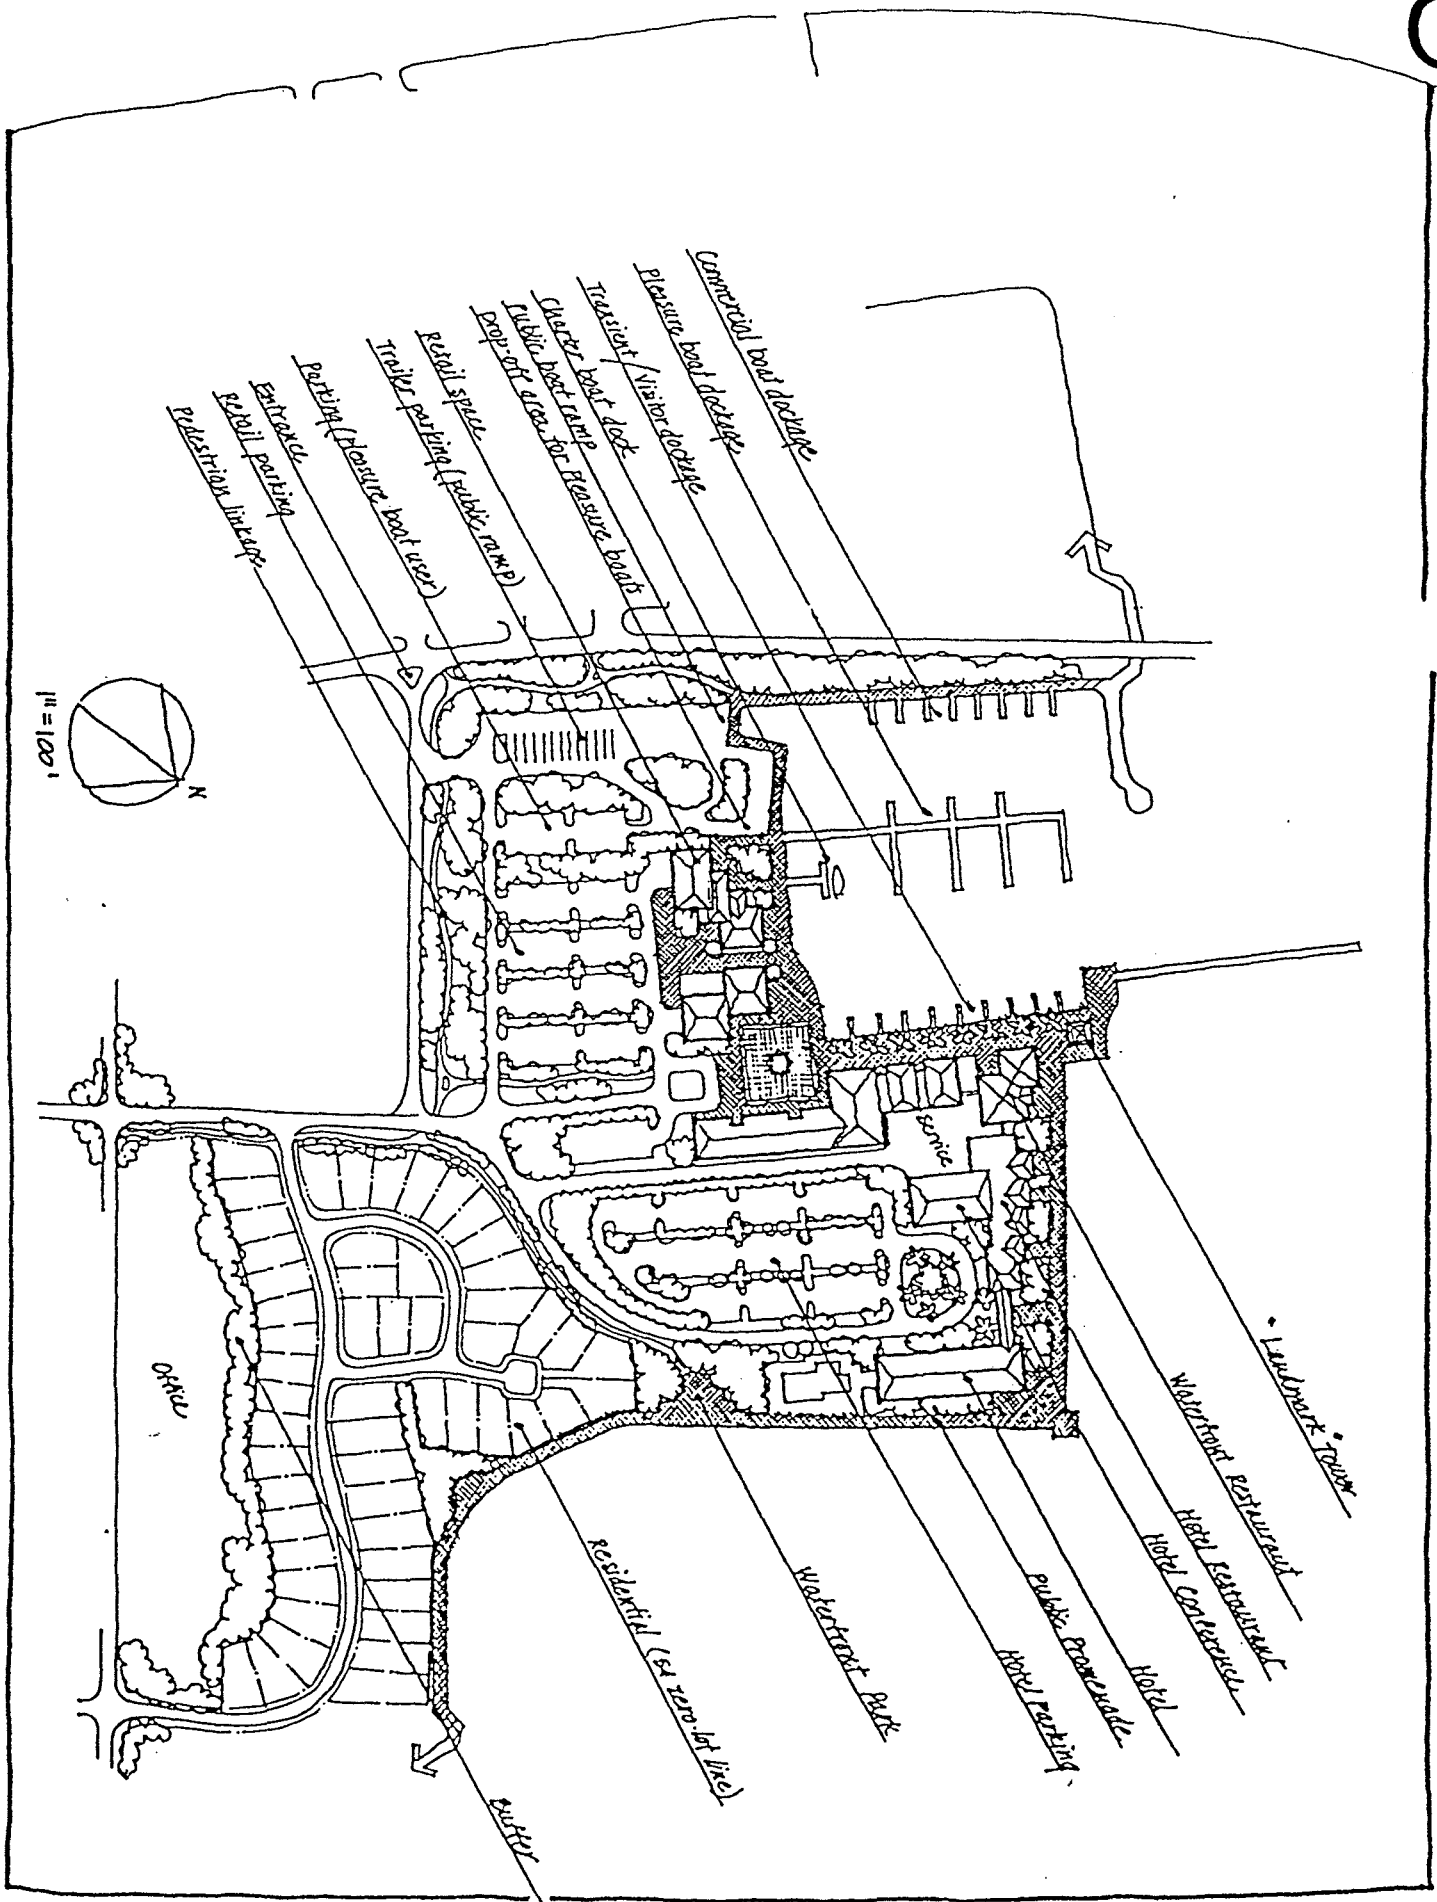 Commercial boat dockage
Pleasure boat dockage
Transient / Visitor dockage
Charter boat dock
Public boat ramp
Drop-off area for Pleasure boats
Retail space
Trailer parking (public ramp)
Parking (Pleasure boat user)
Entrance
Retail parking
Pedestrian linkage
1"=100'
N
service
office
"Landmark" Tower
Waterfront Restaurant
Hotel Restaurant
Hotel Conference
Hotel
Public Promenade
Hotel Parking
Waterfront Park
Residential (54 zero-lot line)
Buffer